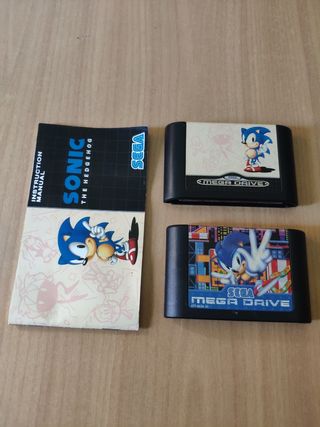 INSTRUCTION
MANUAL
SONIC
THE HEDGEHOG
SEGA
MEGA DRIVE
SEGA
MEGA DRIVE